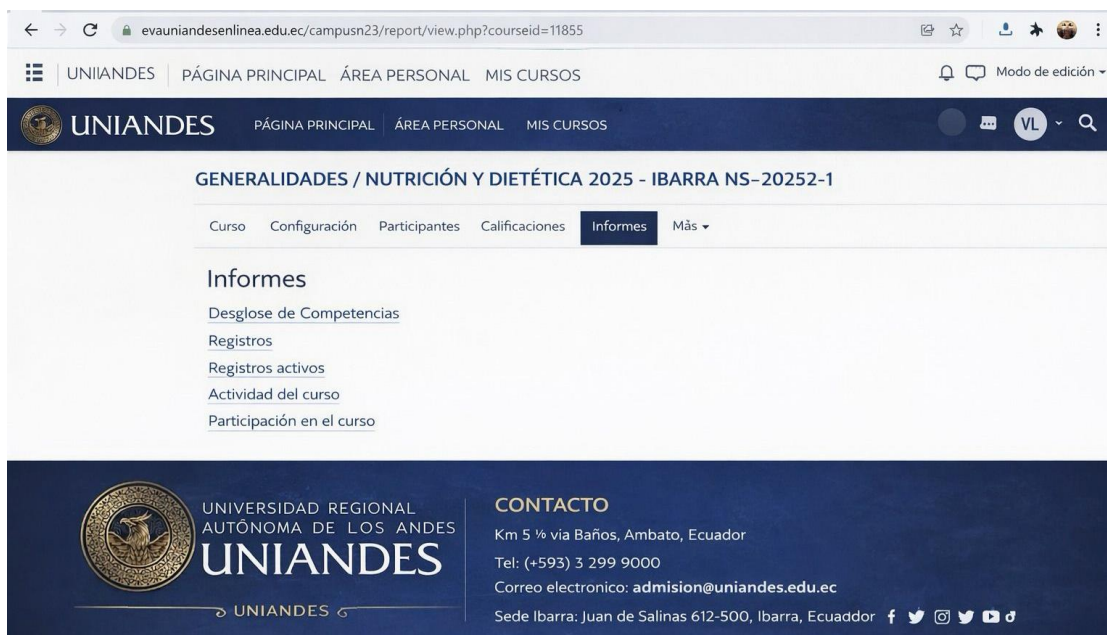 evauniandesenlinea.edu.ec/campusn23/report/view.php?courseid=11855
UNIIANDES PÁGINA PRINCIPAL ÁREA PERSONAL MIS CURSOS Modo de edición
UNIANDES PÁGINA PRINCIPAL ÁREA PERSONAL MIS CURSOS VL
GENERALIDADES / NUTRICIÓN Y DIETÉTICA 2025 - IBARRA NS-20252-1
Curso Configuración Participantes Calificaciones Informes Màs
Informes
Desglose de Competencias
Registros
Registros activos
Actividad del curso
Participación en el curso
UNIVERSIDAD REGIONAL
AUTÕNOMA DE LOS ANDES
UNIANDES
UNIANDES
CONTACTO
Km 5 ½ via Baños, Ambato, Ecuador
Tel: (+593) 3 299 9000
Correo electronico: admision@uniandes.edu.ec
Sede Ibarra: Juan de Salinas 612-500, Ibarra, Ecuaddor